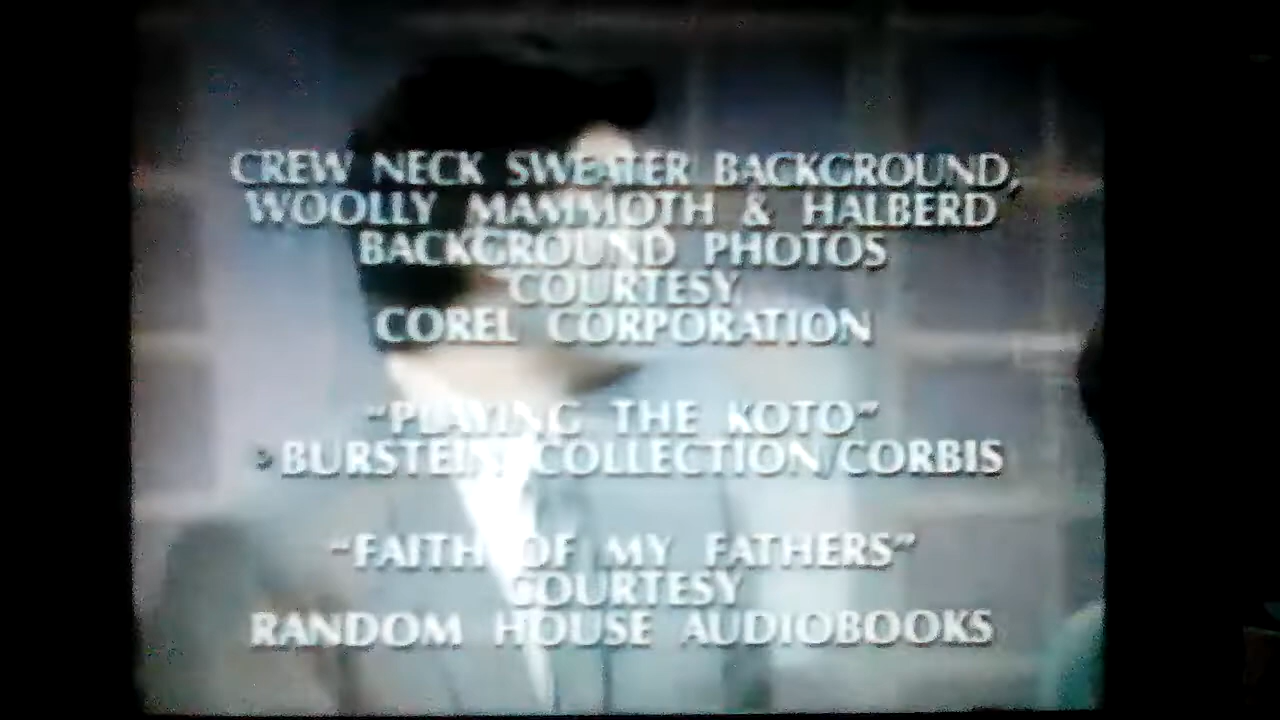 CREW NECK SWEATER BACKGROUND,
WOOLLY MAMMOTH & HALBERD
BACKGROUND PHOTOS
COURTESY
COREL CORPORATION
"PLAYING THE KOTO"
BURSTEIN COLLECTION/CORBIS
"FAITH OF MY FATHERS"
COURTESY
RANDOM HOUSE AUDIOBOOKS